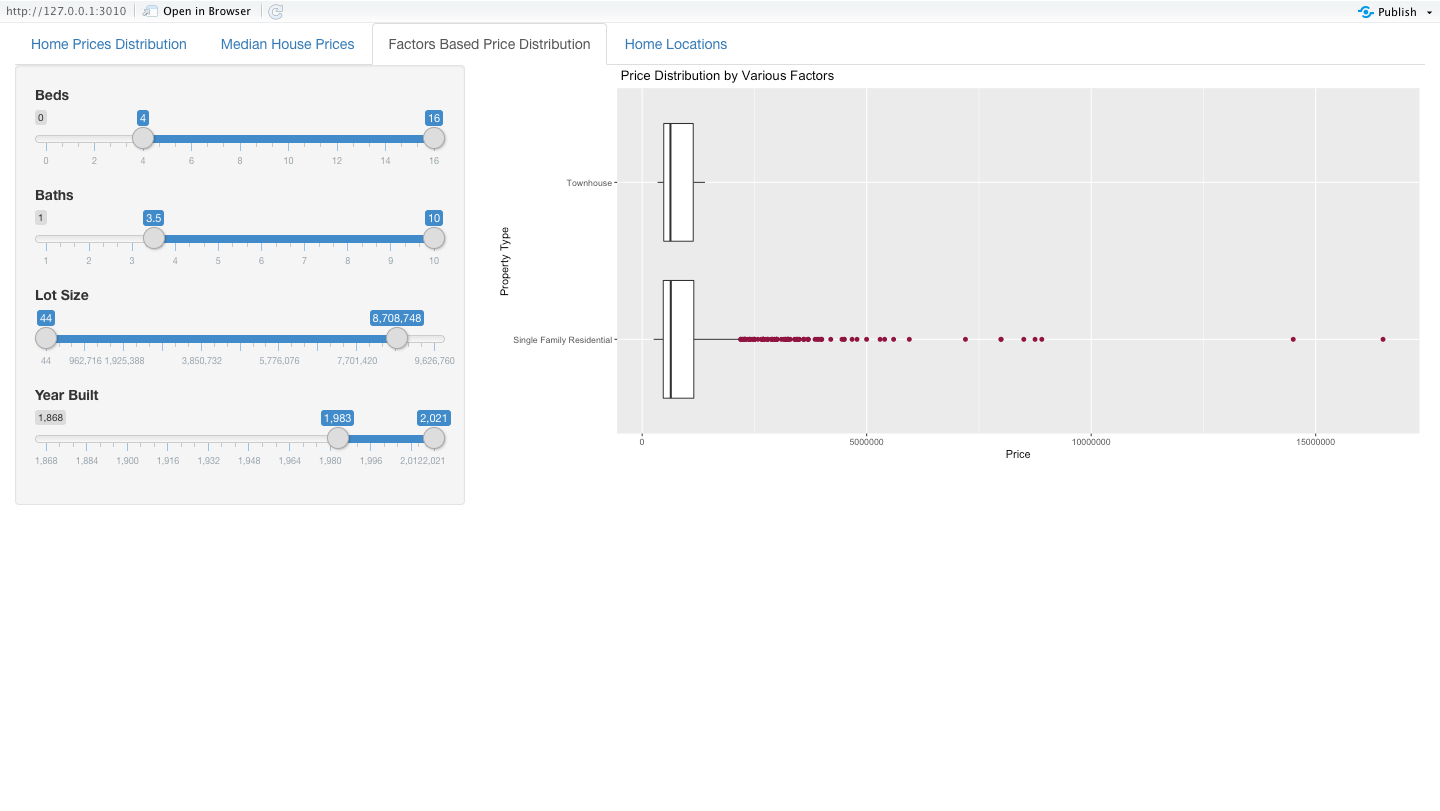 http://127.0.0.1:3010 Open in Browser Publish
Home Prices Distribution Median House Prices Factors Based Price Distribution Home Locations
Beds
0 4 16
0 2 4 6 8 10 12 14 16
Baths
1 3.5 10
1 2 3 4 5 6 7 8 9 10
Lot Size
44 8,708,748
44 962,716 1,925,388 3,850,732 5,776,076 7,701,420 9,626,760
Year Built
1,868 1,983 2,021
1,868 1,884 1,900 1,916 1,932 1,948 1,964 1,980 1,996 2,0122,021
Price Distribution by Various Factors
Property Type
Townhouse
Single Family Residential
0 5000000 10000000 15000000
Price